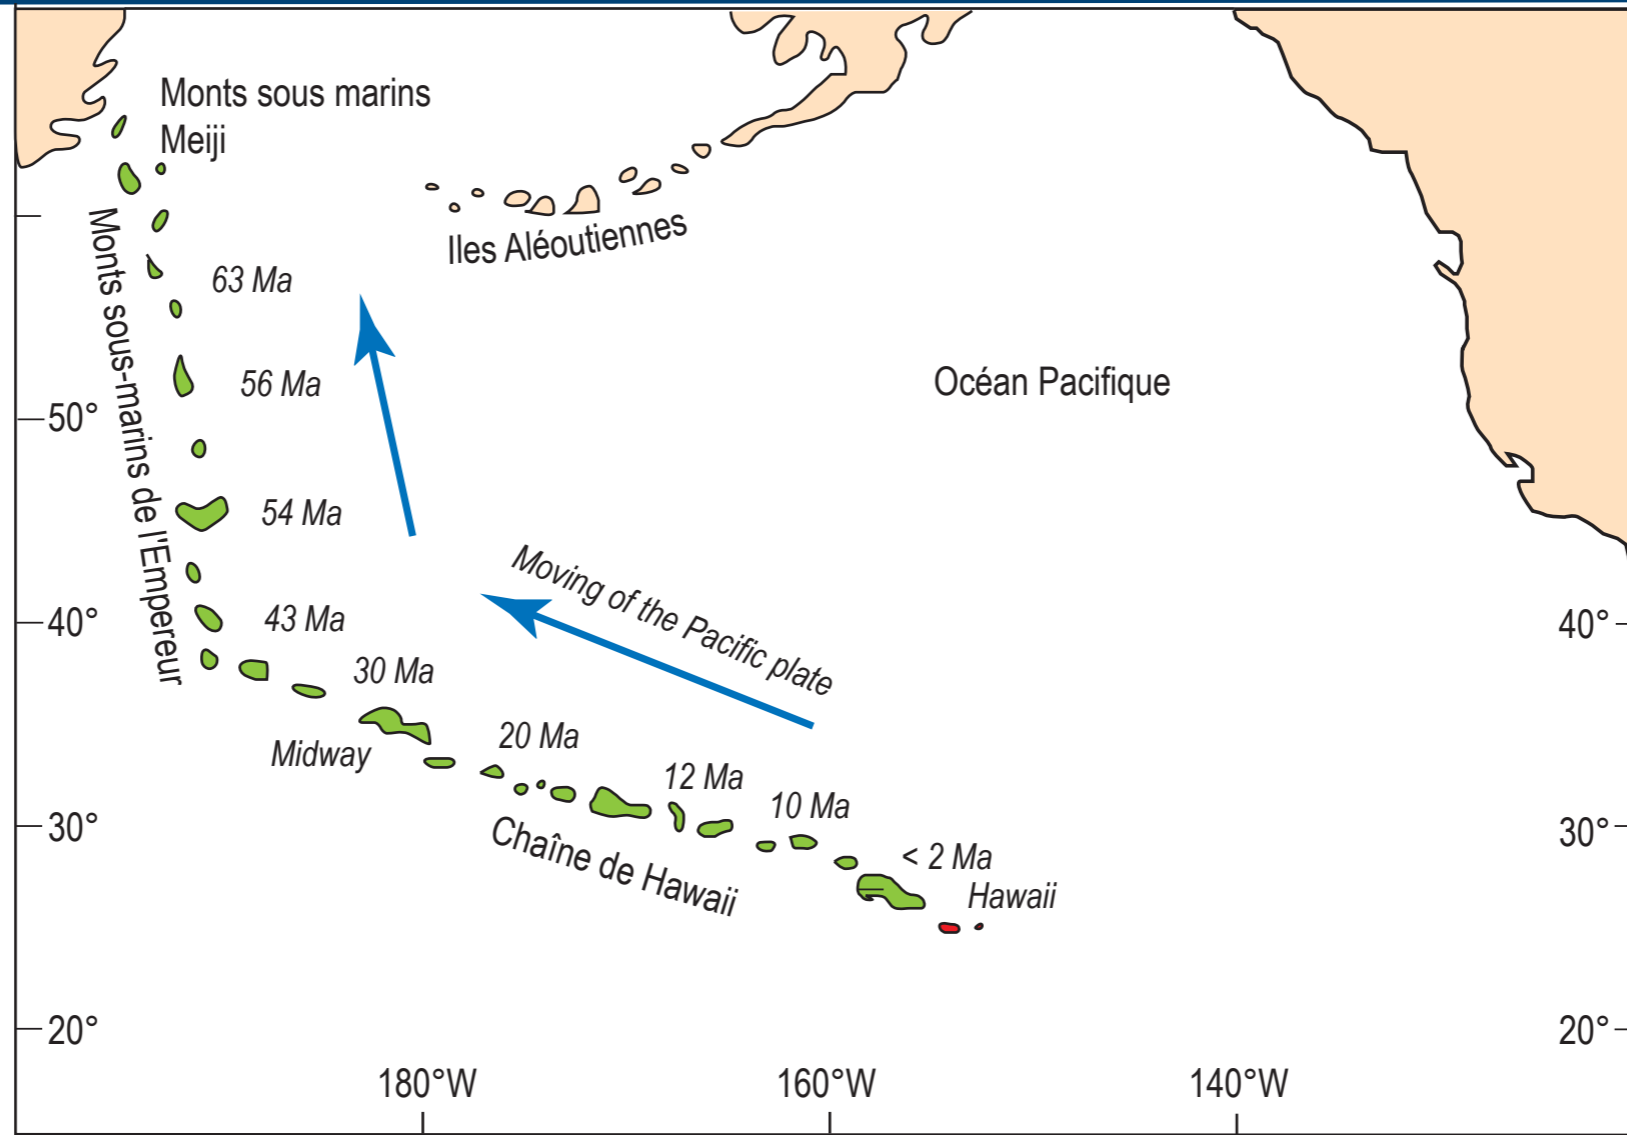 Monts sous marins
Meiji
Iles Aléoutiennes
Monts sous-marins de l'Empereur
63 Ma
56 Ma
Océan Pacifique
50°
54 Ma
Moving of the Pacific plate
40°
43 Ma
40°
30 Ma
Midway
20 Ma
12 Ma
10 Ma
30°
Chaîne de Hawaii
30°
< 2 Ma
Hawaii
20°
20°
180°W
160°W
140°W